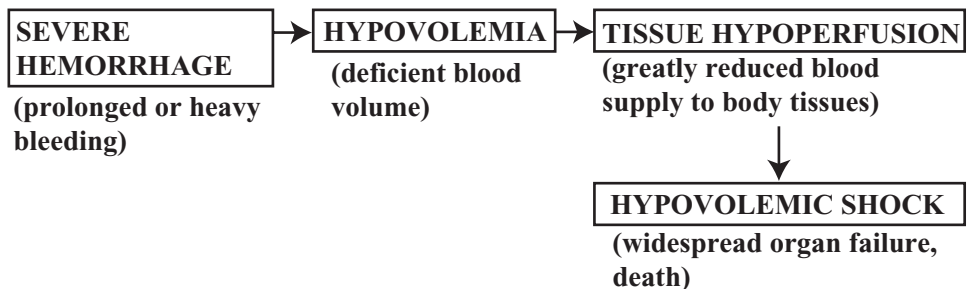 SEVERE
HEMORRHAGE
(prolonged or heavy
bleeding)
HYPOVOLEMIA
(deficient blood
volume)
TISSUE HYPOPERFUSION
(greatly reduced blood
supply to body tissues)
HYPOVOLEMIC SHOCK
(widespread organ failure,
death)